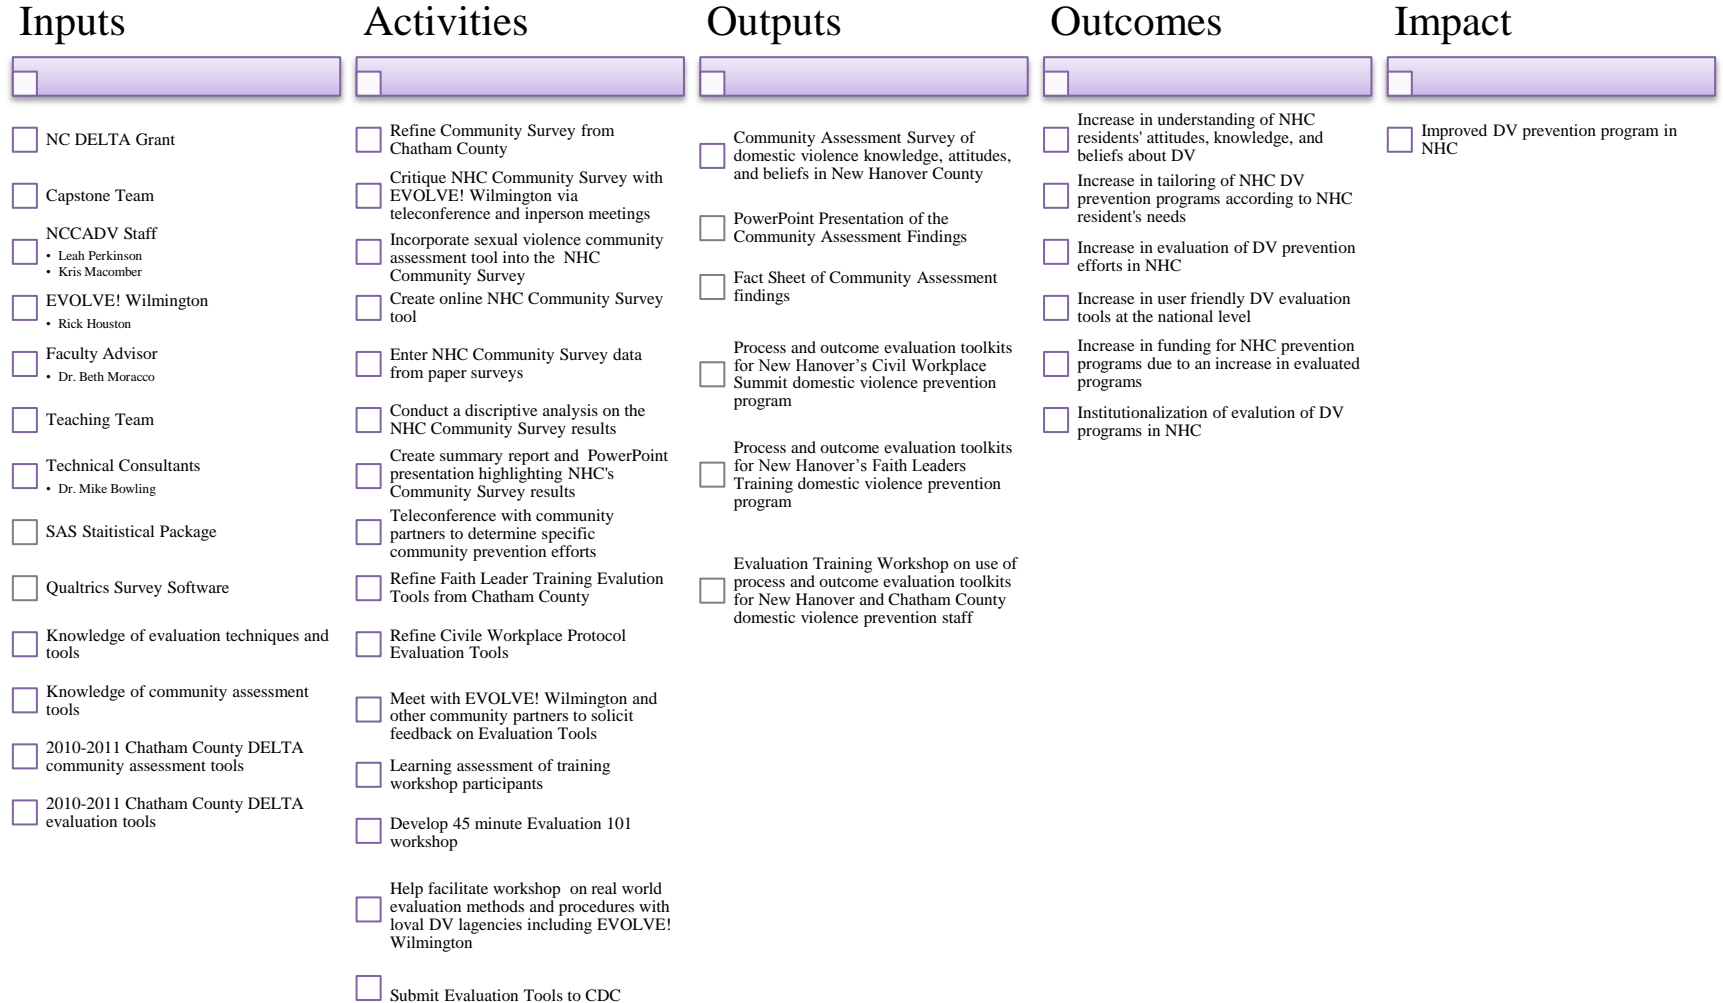 Inputs
NC DELTA Grant
Capstone Team
NCCADV Staff
• Leah Perkinson
• Kris Macomber
EVOLVE! Wilmington
• Rick Houston
Faculty Advisor
• Dr. Beth Moracco
Teaching Team
Technical Consultants
• Dr. Mike Bowling
SAS Staitistical Package
Qualtrics Survey Software
Knowledge of evaluation techniques and
tools
Knowledge of community assessment
tools
2010-2011 Chatham County DELTA
community assessment tools
2010-2011 Chatham County DELTA
evaluation tools
Activities
Refine Community Survey from
Chatham County
Critique NHC Community Survey with
EVOLVE! Wilmington via
teleconference and inperson meetings
Incorporate sexual violence community
assessment tool into the NHC
Community Survey
Create online NHC Community Survey
tool
Enter NHC Community Survey data
from paper surveys
Conduct a discriptive analysis on the
NHC Community Survey results
Create summary report and PowerPoint
presentation highlighting NHC's
Community Survey results
Teleconference with community
partners to determine specific
community prevention efforts
Refine Faith Leader Training Evalution
Tools from Chatham County
Refine Civile Workplace Protocol
Evaluation Tools
Meet with EVOLVE! Wilmington and
other community partners to solicit
feedback on Evaluation Tools
Learning assessment of training
workshop participants
Develop 45 minute Evaluation 101
workshop
Help facilitate workshop on real world
evaluation methods and procedures with
loval DV lagencies including EVOLVE!
Wilmington
Submit Evaluation Tools to CDC
Outputs
Community Assessment Survey of
domestic violence knowledge, attitudes,
and beliefs in New Hanover County
PowerPoint Presentation of the
Community Assessment Findings
Fact Sheet of Community Assessment
findings
Process and outcome evaluation toolkits
for New Hanover’s Civil Workplace
Summit domestic violence prevention
program
Process and outcome evaluation toolkits
for New Hanover’s Faith Leaders
Training domestic violence prevention
program
Evaluation Training Workshop on use of
process and outcome evaluation toolkits
for New Hanover and Chatham County
domestic violence prevention staff
Outcomes
Increase in understanding of NHC
residents' attitudes, knowledge, and
beliefs about DV
Increase in tailoring of NHC DV
prevention programs according to NHC
resident's needs
Increase in evaluation of DV prevention
efforts in NHC
Increase in user friendly DV evaluation
tools at the national level
Increase in funding for NHC prevention
programs due to an increase in evaluated
programs
Institutionalization of evalution of DV
programs in NHC
Impact
Improved DV prevention program in
NHC